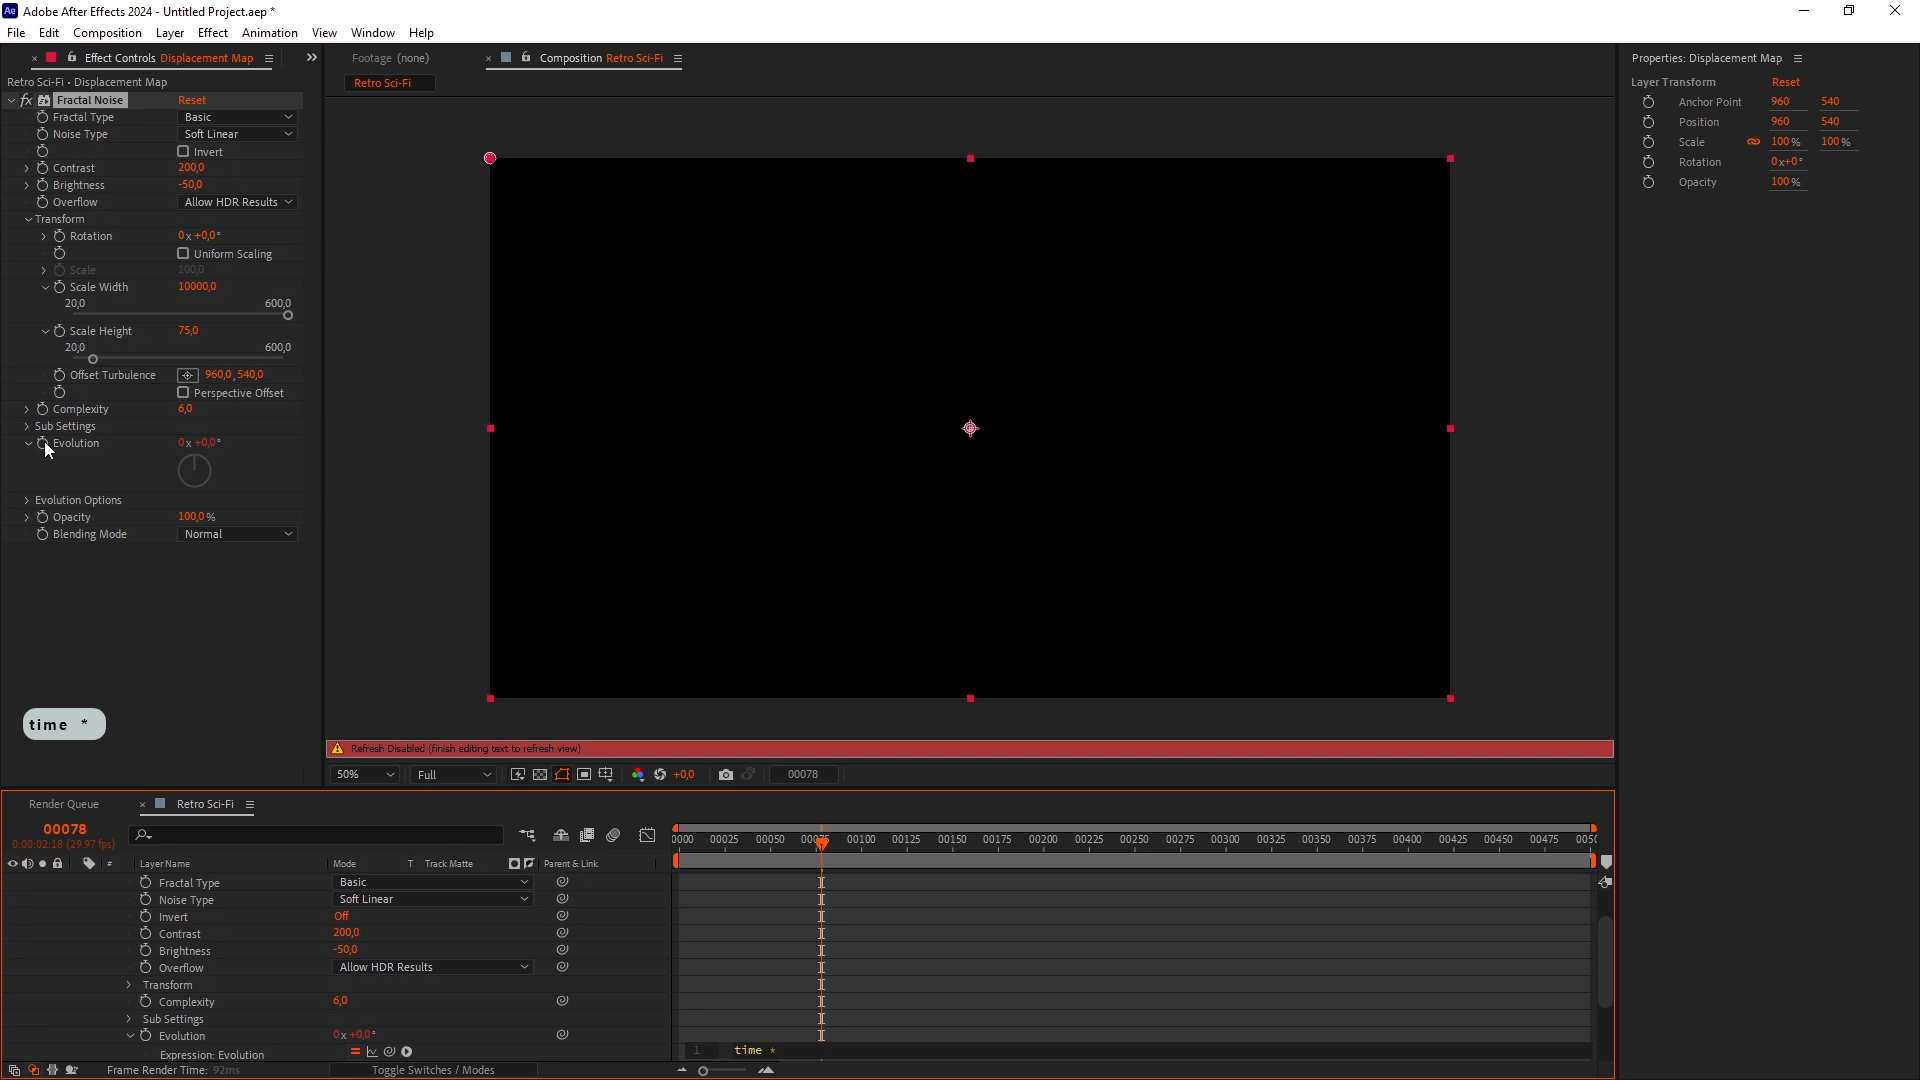 Adobe After Effects 2024 - Untitled Project.aep *
File Edit Composition Layer Effect Animation View Window Help
Effect Controls Displacement Map
Retro Sci-Fi • Displacement Map
fx Fractal Noise Reset
Fractal Type Basic
Noise Type Soft Linear
Invert
Contrast 200,0
Brightness -50,0
Overflow Allow HDR Results
Transform
Rotation 0x+0,0°
Uniform Scaling
Scale 100,0
Scale Width 10000,0
20,0 600,0
Scale Height 75,0
20,0 600,0
Offset Turbulence 960,0, 540,0
Perspective Offset
Complexity 6,0
Sub Settings
Evolution 0x+0,0°
Evolution Options
Opacity 100,0 %
Blending Mode Normal
time *
Footage (none) Composition Retro Sci-Fi
Retro Sci-Fi
Refresh Disabled (finish editing text to refresh view)
50% Full +0,0 00078
Properties: Displacement Map
Layer Transform Reset
Anchor Point 960 540
Position 960 540
Scale 100 % 100 %
Rotation 0x+0°
Opacity 100 %
Render Queue Retro Sci-Fi
00078
0:00:02:18 (29.97 fps)
0000 00025 00050 00075 00100 00125 00150 00175 00200 00225 00250 00275 00300 00325 00350 00375 00400 00425 00450 00475
# Layer Name Mode T Track Matte Parent & Link
Fractal Type Basic
Noise Type Soft Linear
Invert Off
Contrast 200,0
Brightness -50,0
Overflow Allow HDR Results
Transform
Complexity 6,0
Sub Settings
Evolution 0x+0,0°
Expression: Evolution
1 time *
Frame Render Time: 92ms Toggle Switches / Modes